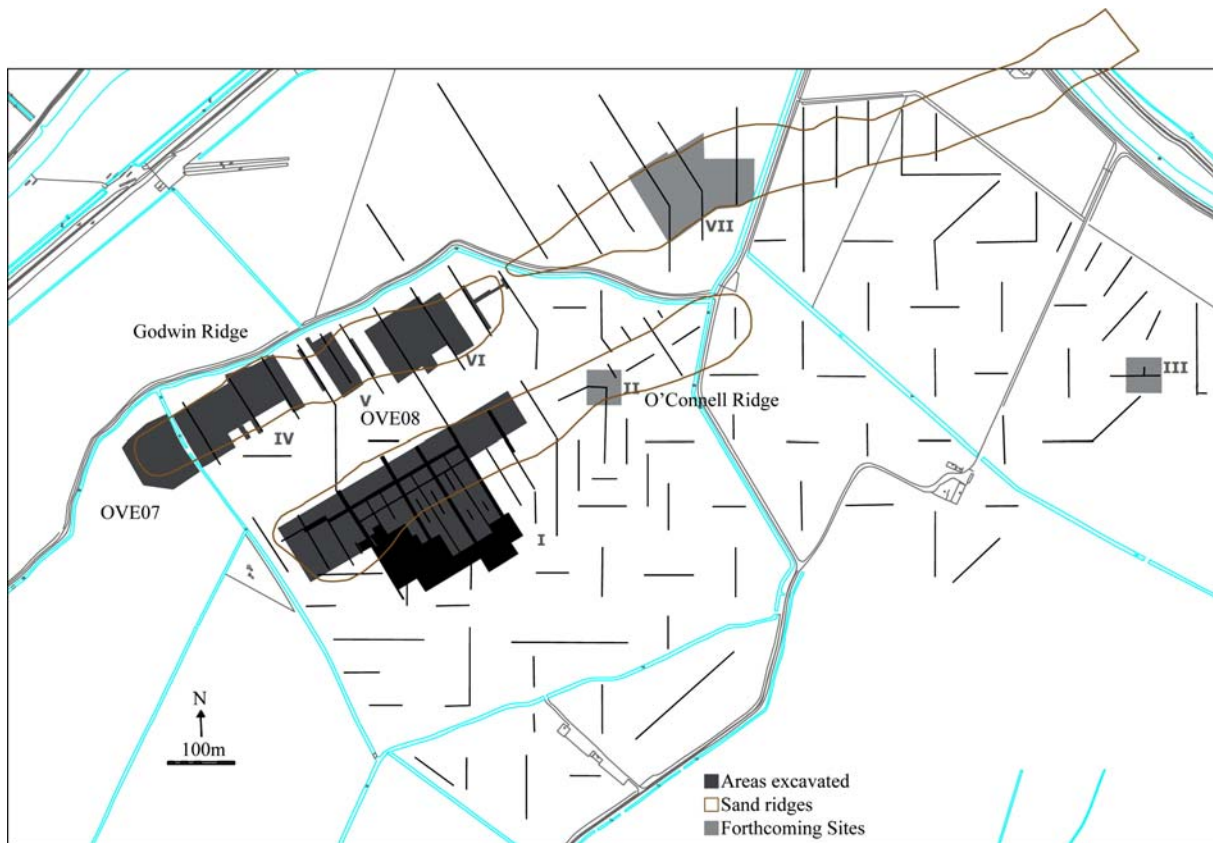 VII
Godwin Ridge
VI
III
V
II
OVE08
O'Connell Ridge
IV
OVE07
I
N
100m
Areas excavated
Sand ridges
Forthcoming Sites